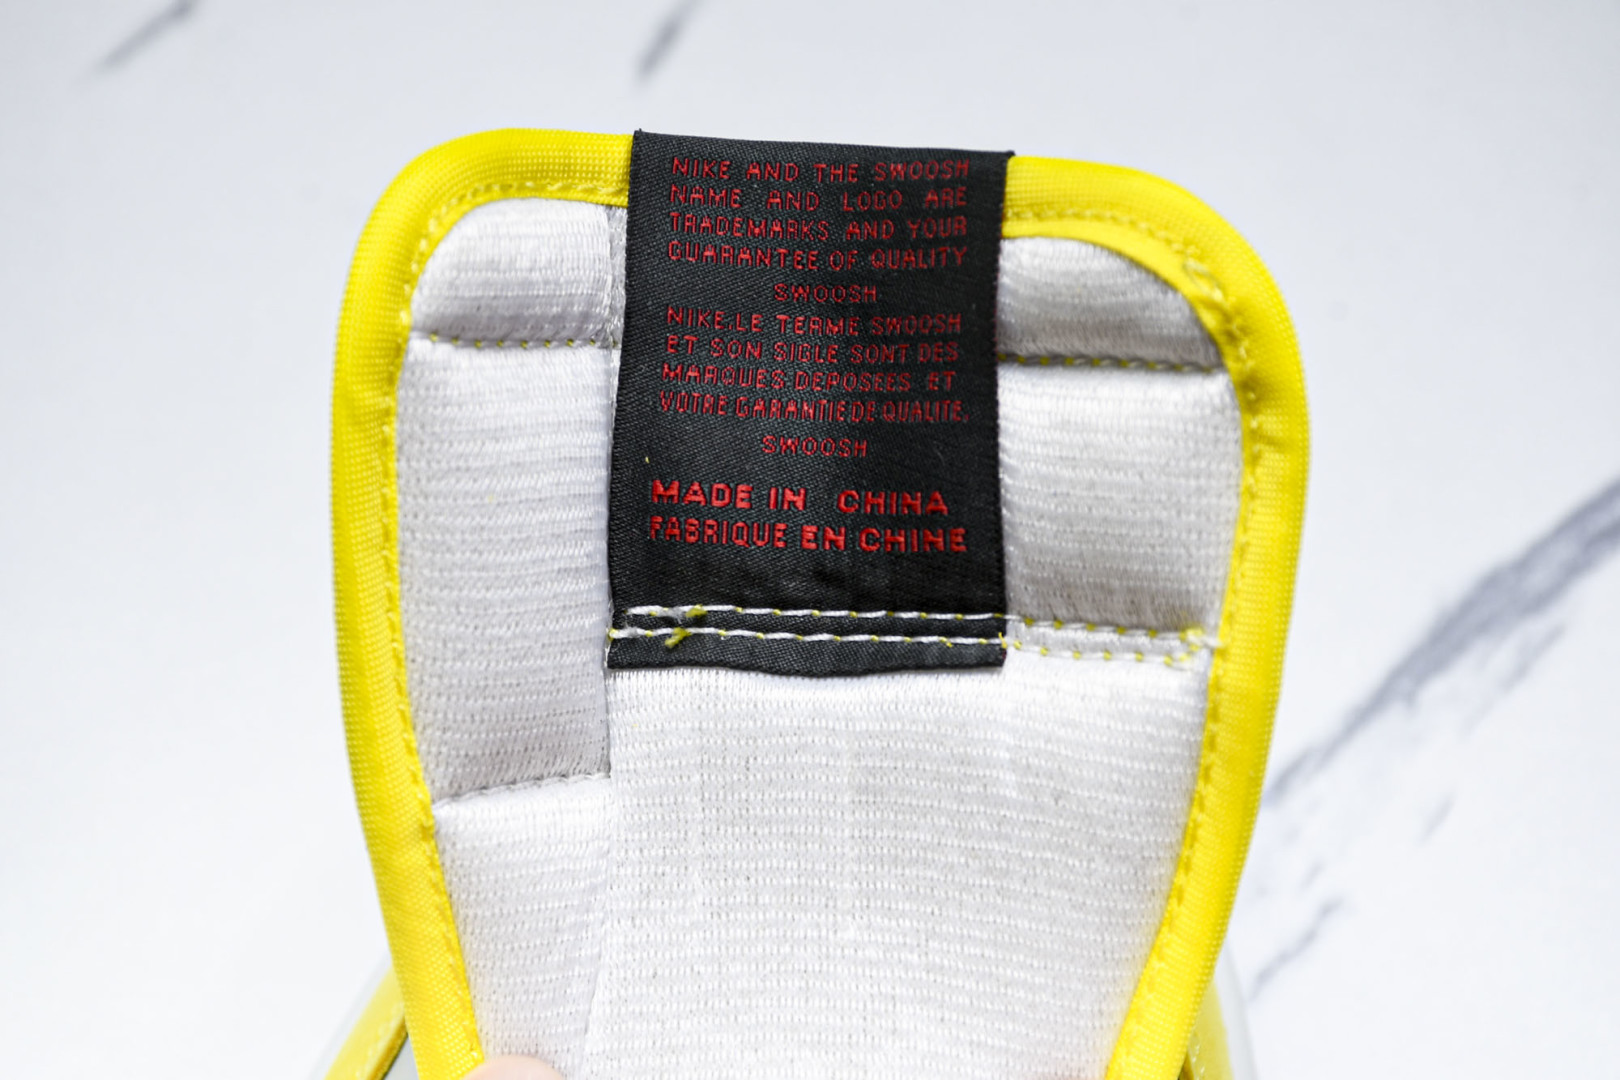 NIKE AND THE SWOOSH
NAME AND LOGO ARE
TRADEMARKS AND YOUR
GUARANTEE OF QUALITY
SWOOSH
NIKE,LE TERME SWOOSH
ET SON SIGLE SONT DES
MARQUES DEPOSEES ET
VOTRE GARANTIE DE QUALITE.
SWOOSH
MADE IN CHINA
FABRIQUE EN CHINE